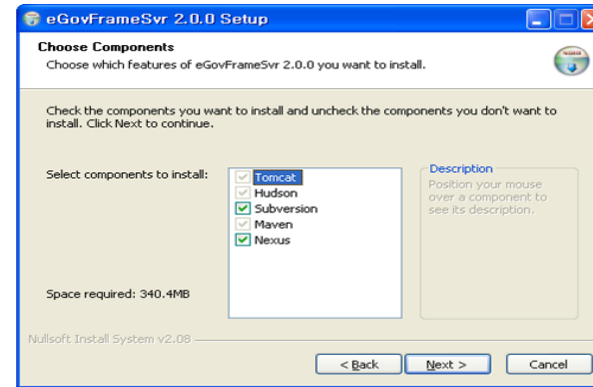 eGovFrameSvr 2.0.0 Setup
Choose Components
Choose which features of eGovFrameSvr 2.0.0 you want to install.
Check the components you want to install and uncheck the components you don't want to
install. Click Next to continue.
Select components to install:
Tomcat
Hudson
Subversion
Maven
Nexus
Description
Position your mouse
over a component to
see its description.
Space required: 340.4MB
Nullsoft Install System v2.08
< Back
Next >
Cancel